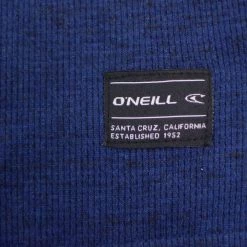 O'NEILL
SANTA CRUZ, CALIFORNIA
ESTABLISHED 1952